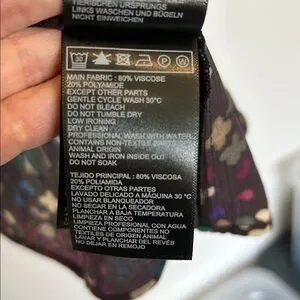 TIERISCHEN URSPRUNGS
LINKS WASCHEN UND BÜGELN
NICHT EINWEICHEN
30
MAIN FABRIC : 80% VISCOSE
20% POLYAMIDE
EXCEPT OTHER PARTS
GENTLE CYCLE WASH 30°C
DO NOT BLEACH
DO NOT TUMBLE DRY
LOW IRONING
DRY CLEAN
PROFESSIONAL WASH WITH WATER
CONTAINS NON-TEXTILE PARTS
ANIMAL ORIGIN
WASH AND IRON INSIDE OUT
DO NOT SOAK
TEJIDO PRINCIPAL : 80% VISCOSA
20% POLIAMIDA
EXCEPTO OTRAS PARTES
LAVADO DELICADO A MÁQUINA 30 °C
NO USAR BLANQUEADOR
NO SECAR EN LA SECADORA
PLANCHAR A BAJA TEMPERATURA
LIMPIEZA EN SECO
LIMPIEZA PROFESIONAL CON AGUA
CONTIENE COMPONENTES NO
TEXTILES DE ORIGEN ANIMAL
LAVAR Y PLANCHAR DEL REVÉS
NO DEJAR EN REMOJO